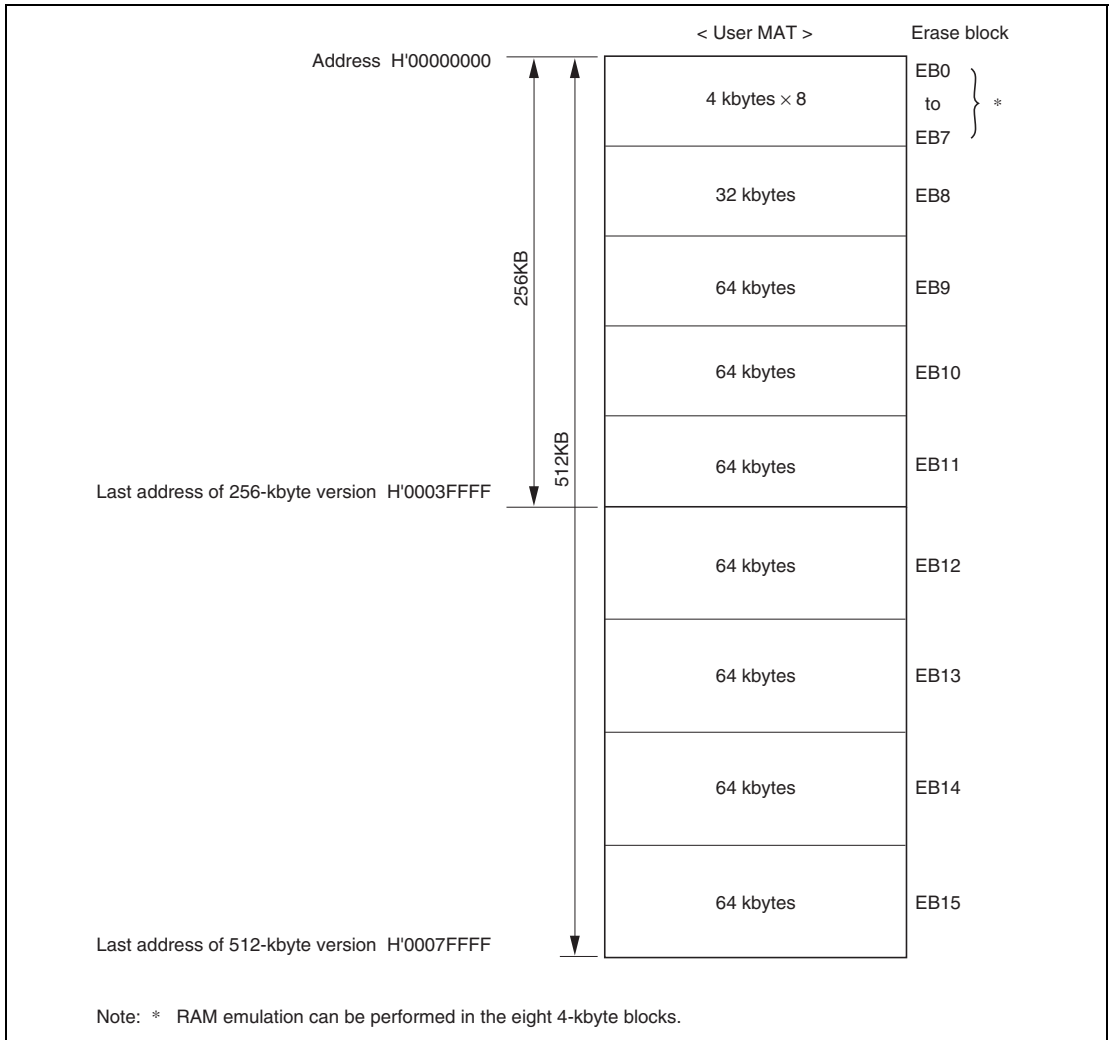 < User MAT > Erase block
Address H'00000000
EB0
4 kbytes × 8 to *
EB7
32 kbytes EB8
256KB
64 kbytes EB9
64 kbytes EB10
512KB
64 kbytes EB11
Last address of 256-kbyte version H'0003FFFF
64 kbytes EB12
64 kbytes EB13
64 kbytes EB14
64 kbytes EB15
Last address of 512-kbyte version H'0007FFFF
Note: * RAM emulation can be performed in the eight 4-kbyte blocks.